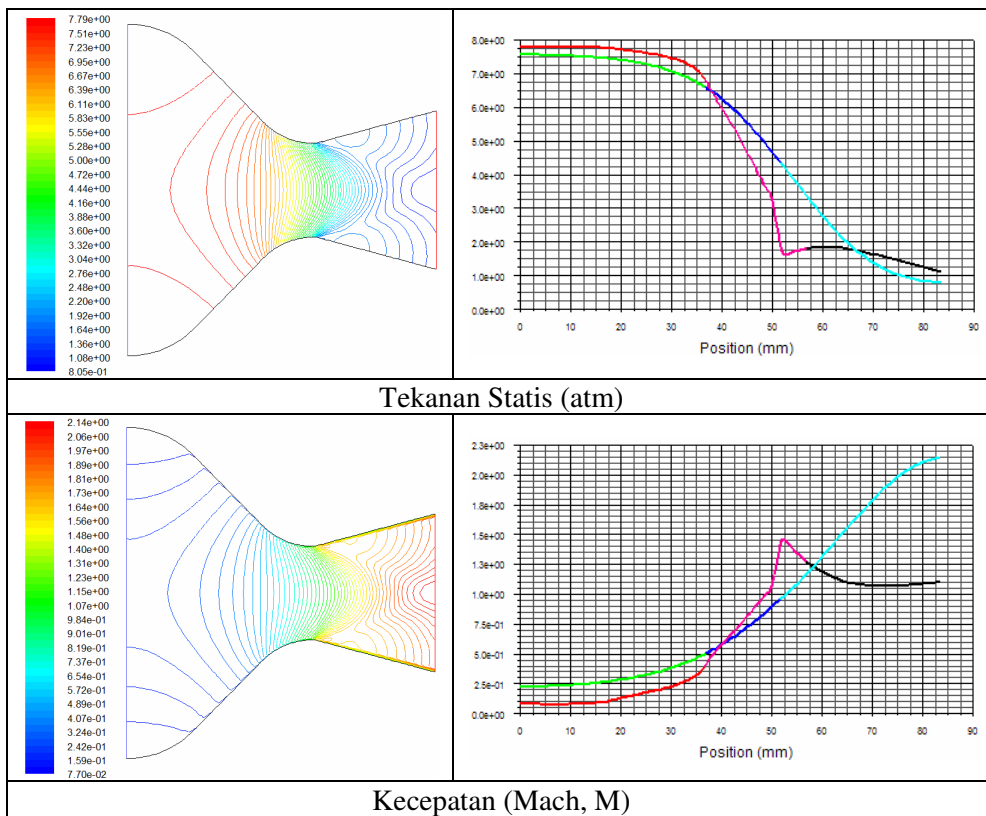 7.79e+00
7.51e+00
7.23e+00
6.95e+00
6.67e+00
6.39e+00
6.11e+00
5.83e+00
5.55e+00
5.28e+00
5.00e+00
4.72e+00
4.44e+00
4.16e+00
3.88e+00
3.60e+00
3.32e+00
3.04e+00
2.76e+00
2.48e+00
2.20e+00
1.92e+00
1.64e+00
1.36e+00
1.08e+00
8.05e-01
8.0e+00
7.0e+00
6.0e+00
5.0e+00
4.0e+00
3.0e+00
2.0e+00
1.0e+00
0.0e+00
0 10 20 30 40 50 60 70 80 90
Position (mm)
Tekanan Statis (atm)
2.14e+00
2.06e+00
1.97e+00
1.89e+00
1.81e+00
1.73e+00
1.64e+00
1.56e+00
1.48e+00
1.40e+00
1.31e+00
1.23e+00
1.15e+00
1.07e+00
9.84e-01
9.01e-01
8.19e-01
7.37e-01
6.54e-01
5.72e-01
4.89e-01
4.07e-01
3.24e-01
2.42e-01
1.59e-01
7.70e-02
2.3e+00
2.0e+00
1.8e+00
1.5e+00
1.3e+00
1.0e+00
7.5e-01
5.0e-01
2.5e-01
0.0e+00
0 10 20 30 40 50 60 70 80 90
Position (mm)
Kecepatan (Mach, M)